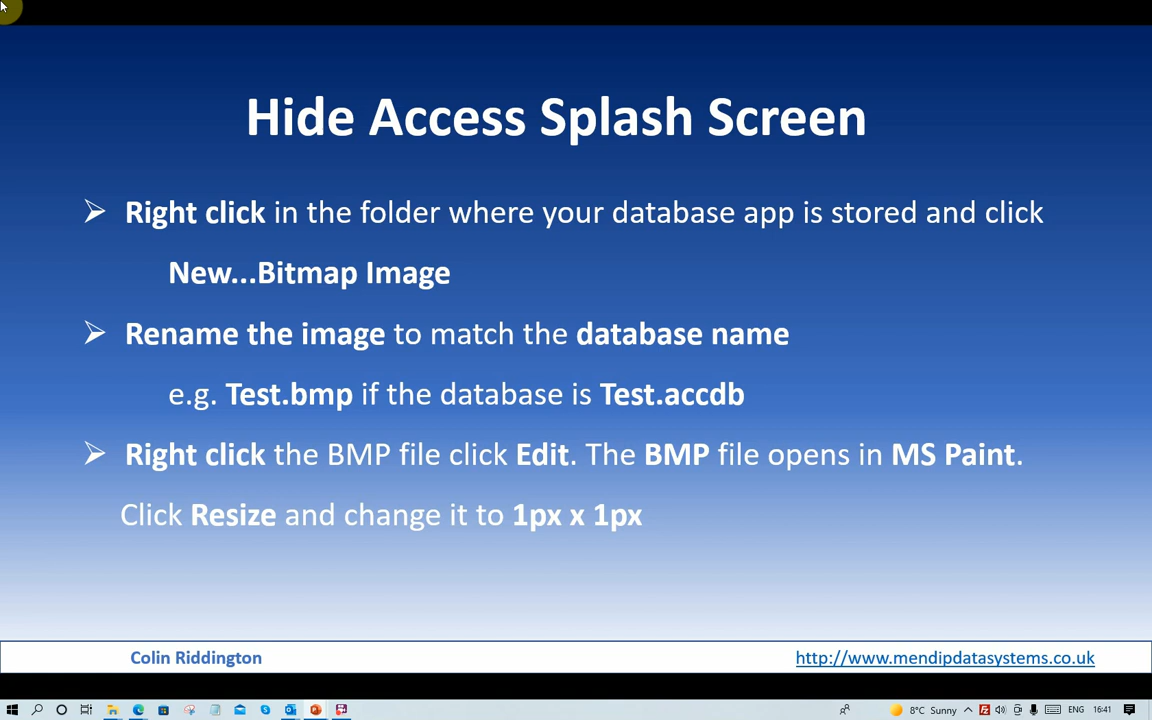 Hide Access Splash Screen
➢ Right click in the folder where your database app is stored and click
New...Bitmap Image
➢ Rename the image to match the database name
e.g. Test.bmp if the database is Test.accdb
➢ Right click the BMP file click Edit. The BMP file opens in MS Paint.
Click Resize and change it to 1px x 1px
Colin Riddington http://www.mendipdatasystems.co.uk
8°C Sunny ENG 16:41